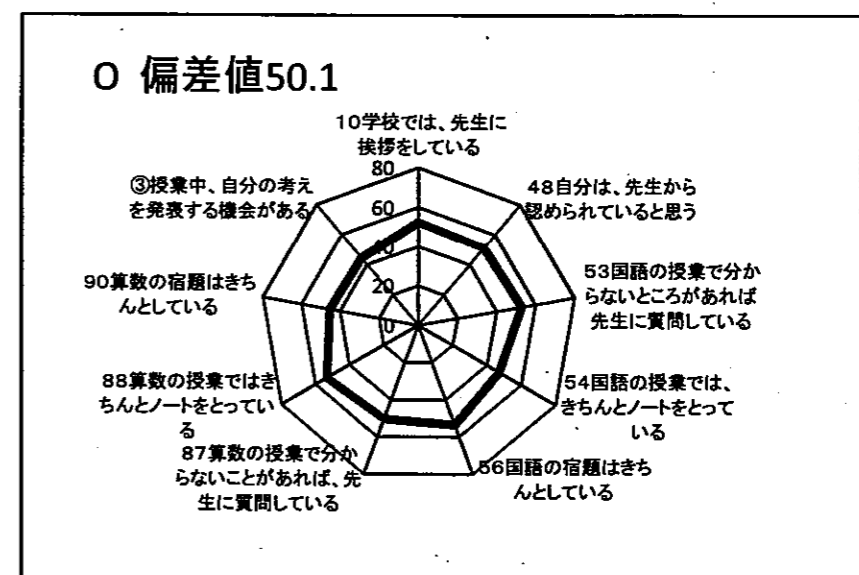 O 偏差値50.1
10学校では、先生に
挨拶をしている
48自分は、先生から
認められていると思う
53国語の授業で分か
らないところがあれば
先生に質問している
54国語の授業では、
きちんとノートをとって
いる
56国語の宿題はきち
んとしている
87算数の授業で分か
らないことがあれば、先
生に質問している
88算数の授業ではき
ちんとノートをとってい
る
90算数の宿題はきち
んとしている
③授業中、自分の考え
を発表する機会がある
80
60
40
20
0